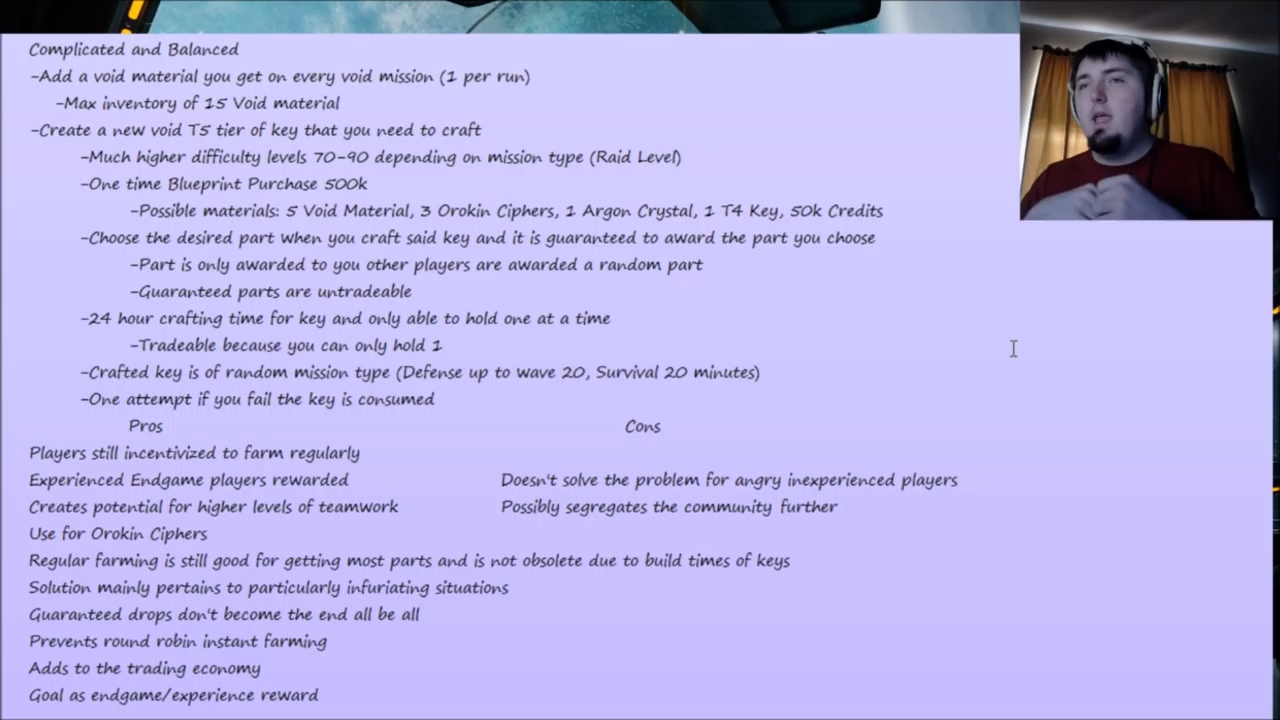 Complicated and Balanced
-Add a void material you get on every void mission (1 per run)
-Max inventory of 15 Void material
-Create a new void T5 tier of key that you need to craft
-Much higher difficulty levels 70-90 depending on mission type (Raid Level)
-One time Blueprint Purchase 500k
-Possible materials: 5 Void Material, 3 Orokin Ciphers, 1 Argon Crystal, 1 T4 Key, 50k Credits
-Choose the desired part when you craft said key and it is guaranteed to award the part you choose
-Part is only awarded to you other players are awarded a random part
-Guaranteed parts are untradeable
-24 hour crafting time for key and only able to hold one at a time
-Tradeable because you can only hold 1
-Crafted key is of random mission type (Defense up to wave 20, Survival 20 minutes)
-One attempt if you fail the key is consumed
Pros Cons
Players still incentivized to farm regularly
Experienced Endgame players rewarded Doesn't solve the problem for angry inexperienced players
Creates potential for higher levels of teamwork Possibly segregates the community further
Use for Orokin Ciphers
Regular farming is still good for getting most parts and is not obsolete due to build times of keys
Solution mainly pertains to particularly infuriating situations
Guaranteed drops don't become the end all be all
Prevents round robin instant farming
Adds to the trading economy
Goal as endgame/experience reward